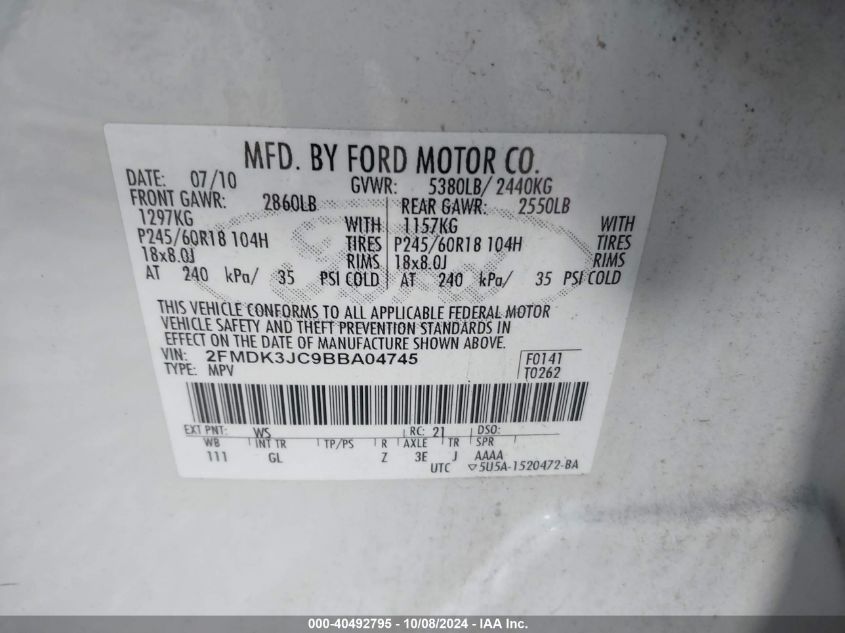 MFD. BY FORD MOTOR CO.
DATE: 07/10 GVWR: 5380LB/ 2440KG
FRONT GAWR: 2860LB REAR GAWR: 2550LB
1297KG WITH 1157KG WITH
P245/60R18 104H TIRES P245/60R18 104H TIRES
18x8.0J RIMS 18x8.0J RIMS
AT 240 kPa/ 35 PSI COLD AT 240 kPa/ 35 PSI COLD
THIS VEHICLE CONFORMS TO ALL APPLICABLE FEDERAL MOTOR
VEHICLE SAFETY AND THEFT PREVENTION STANDARDS IN
EFFECT ON THE DATE OF MANUFACTURE SHOWN ABOVE.
VIN: 2FMDK3JC9BBA04745 F0141
TYPE: MPV T0262
EXT PNT: WS RC: 21 DSO:
WB INT TR TP/PS R AXLE TR SPR
111 GL Z 3E J AAAA
UTC ▽5U5A-1520472-BA
000-40492795 - 10/08/2024 - IAA Inc.